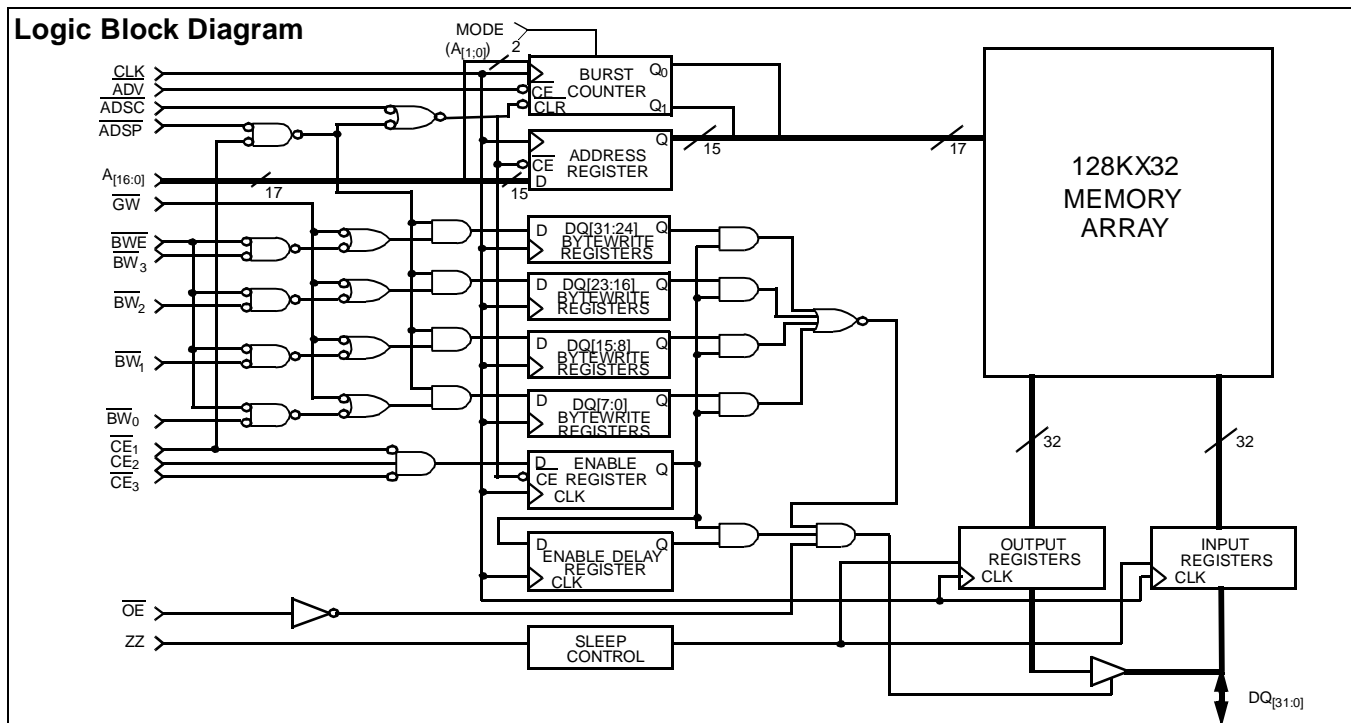 Logic Block Diagram
MODE
(A[1;0])
2
CLK
ADV
ADSC
ADSP
A[16:0]
17
GW
BWE
BW3
BW2
BW1
BW0
CE1
CE2
CE3
OE
ZZ
BURST
COUNTER
CE
CLR
Q0
Q1
ADDRESS
REGISTER
CE
D
Q
15
15
17
128KX32
MEMORY
ARRAY
D
DQ[31:24]
BYTEWRITE
REGISTERS
Q
D
DQ[23:16]
BYTEWRITE
REGISTERS
Q
D
DQ[15:8]
BYTEWRITE
REGISTERS
Q
D
DQ[7:0]
BYTEWRITE
REGISTERS
Q
D
ENABLE
CE REGISTER
CLK
Q
D
ENABLE DELAY
REGISTER
CLK
Q
SLEEP
CONTROL
32
32
OUTPUT
REGISTERS
CLK
INPUT
REGISTERS
CLK
DQ[31:0]